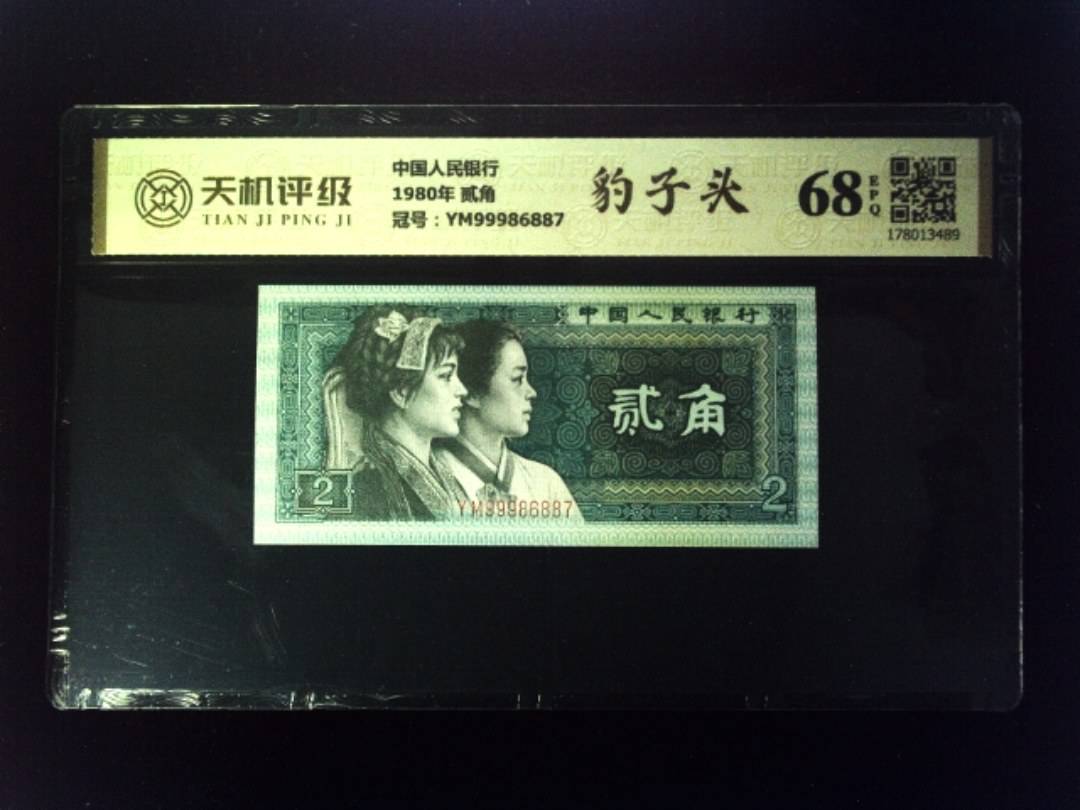 天机评级
TIAN JI PING JI
中国人民银行
1980年 贰角
冠号：YM99986887
豹子头
68
EPQ
178013489
中国人民银行
贰角
2
YM99986887
2